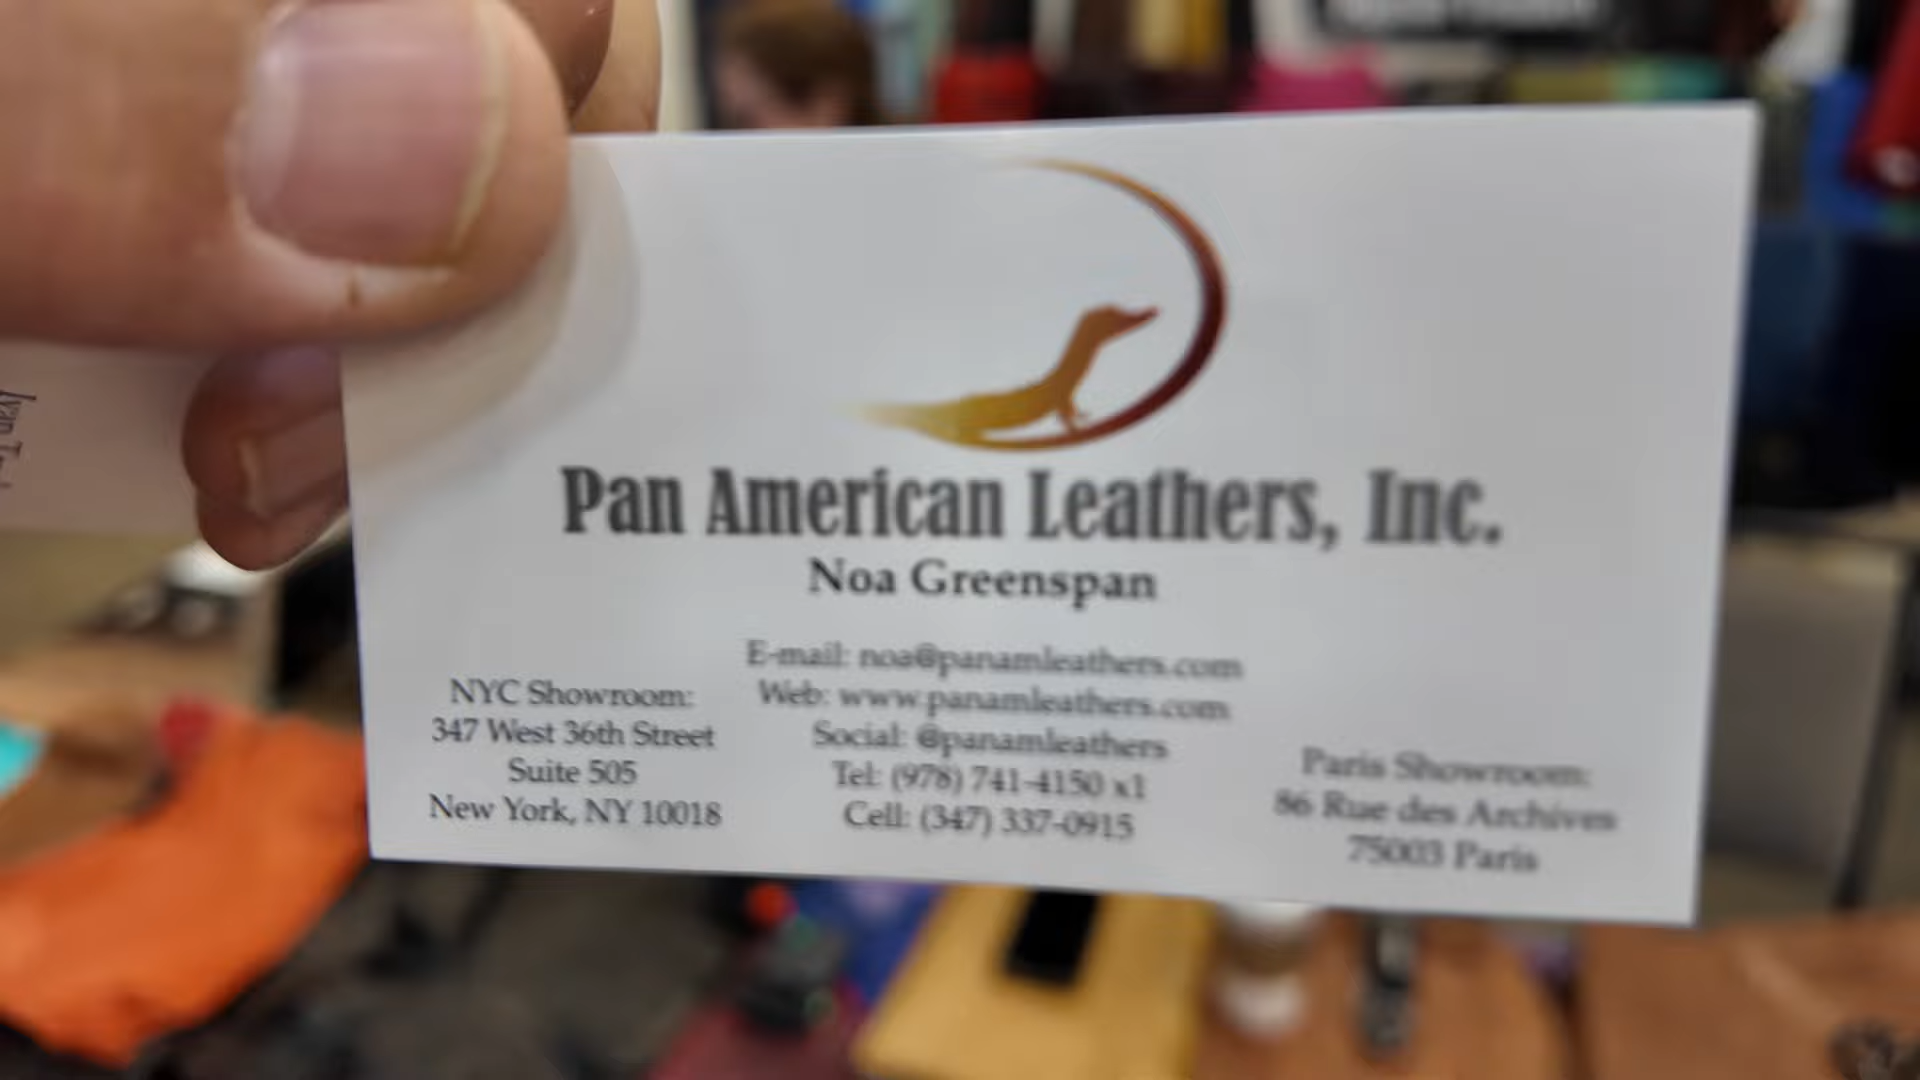 Pan American Leathers, Inc.
Noa Greenspan
E-mail: noa@panamleathers.com
Web: www.panamleathers.com
Social: @panamleathers
Tel: (978) 741-4150 x1
Cell: (347) 337-0915
NYC Showroom:
347 West 36th Street
Suite 505
New York, NY 10018
Paris Showroom:
86 Rue des Archives
75003 Paris